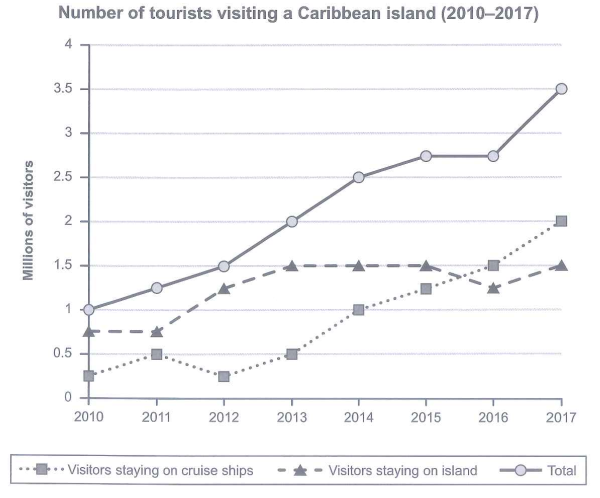 Number of tourists visiting a Caribbean island (2010–2017)
4
3.5
3
2.5
2
1.5
1
0.5
0
Millions of visitors
2010 2011 2012 2013 2014 2015 2016 2017
Visitors staying on cruise ships Visitors staying on island Total